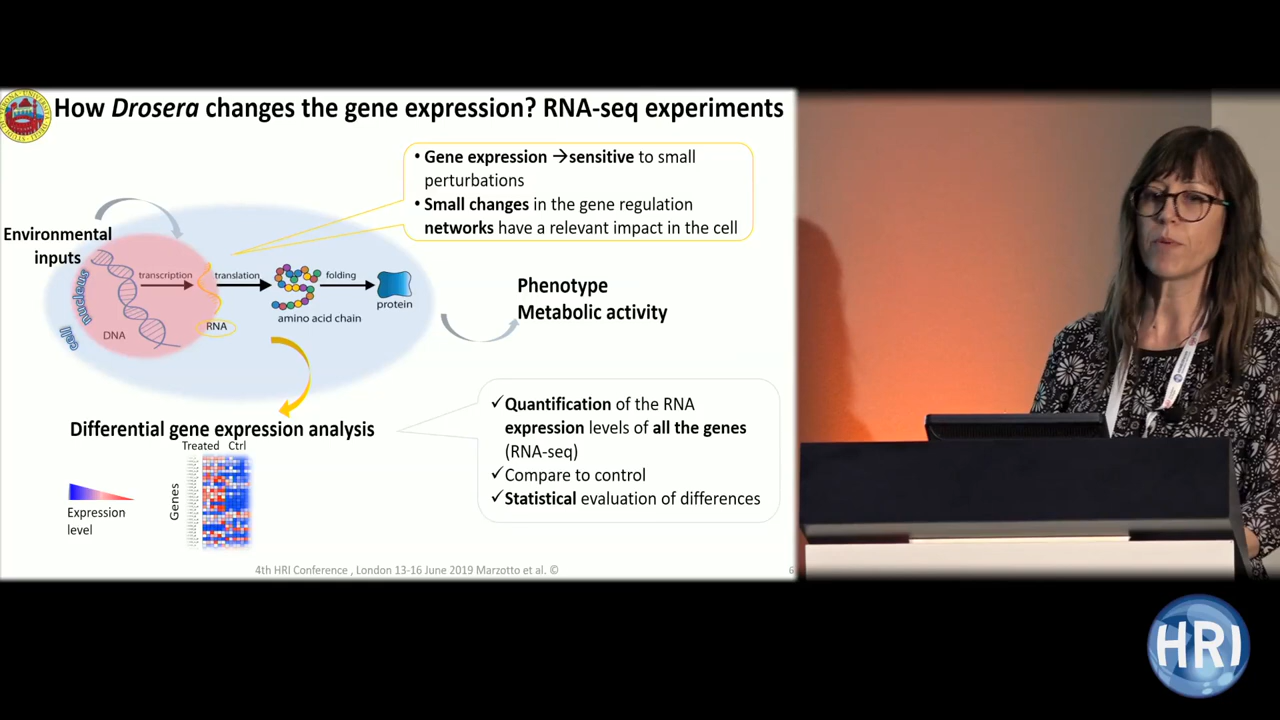 How Drosera changes the gene expression? RNA-seq experiments
• Gene expression →sensitive to small
perturbations
• Small changes in the gene regulation
networks have a relevant impact in the cell
Environmental
inputs
nucleus
cell
DNA
transcription
RNA
translation
amino acid chain
folding
protein
Phenotype
Metabolic activity
Differential gene expression analysis
Treated Ctrl
Genes
Expression
level
✓Quantification of the RNA
expression levels of all the genes
(RNA-seq)
✓Compare to control
✓Statistical evaluation of differences
4th HRI Conference , London 13-16 June 2019 Marzotto et al. ©
6
HRI